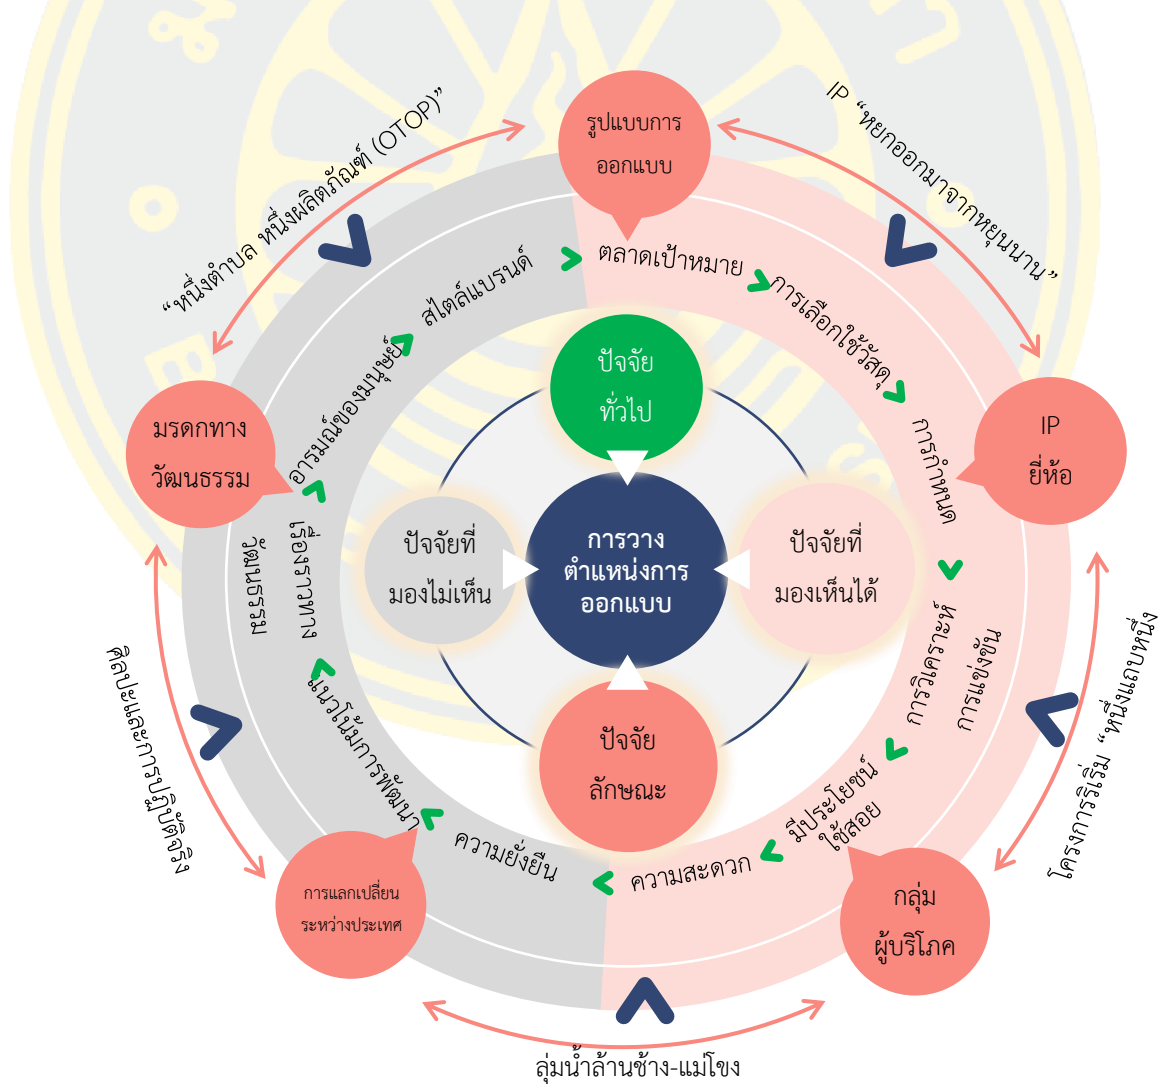 “หนึ่งตำบล หนึ่งผลิตภัณฑ์ (OTOP)”
IP “หยกออกมาจากหยุนนาน”
รูปแบบการ
ออกแบบ
สไตล์แบรนด์
ตลาดเป้าหมาย
การเลือกใช้วัสดุ
อารมณ์ของมนุษย์
ปัจจัย
ทั่วไป
มรดกทาง
วัฒนธรรม
IP
ยี่ห้อ
การกำหนด
ปัจจัยที่
มองไม่เห็น
การวาง
ตำแหน่งการ
ออกแบบ
ปัจจัยที่
มองเห็นได้
เรื่องราวทาง
วัฒนธรรม
การวิเคราะห์
การแข่งขัน
ศิลปะและการปฏิบัติจริง
แนวโน้มการพัฒนา
ปัจจัย
ลักษณะ
โครงการริเริ่ม “หนึ่งแถบหนึ่ง
มีประโยชน์
ใช้สอย
ความยั่งยืน
ความสะดวก
การแลกเปลี่ยน
ระหว่างประเทศ
กลุ่ม
ผู้บริโภค
ลุ่มน้ำล้านช้าง-แม่โขง